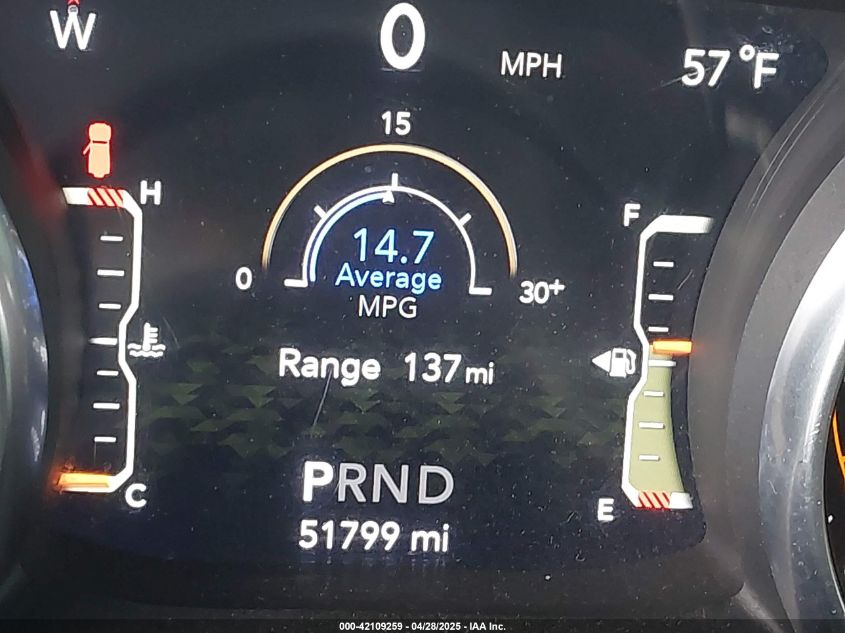 W 0 MPH 57°F
15
H
F
0 14.7 30+
Average
MPG
Range 137 mi
PRND
C E
51799 mi
000-42109259 - 04/28/2025 - IAA Inc.